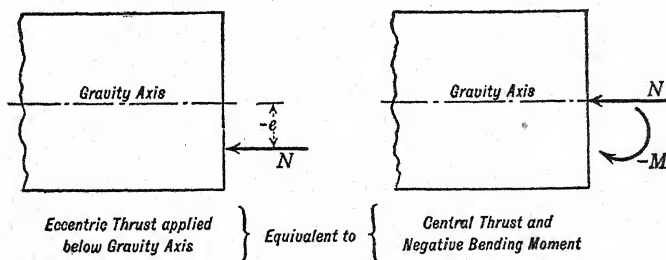 Gravity Axis
-e
N
Gravity Axis
N
-M
Eccentric Thrust applied
below Gravity Axis
Equivalent to
Central Thrust and
Negative Bending Moment